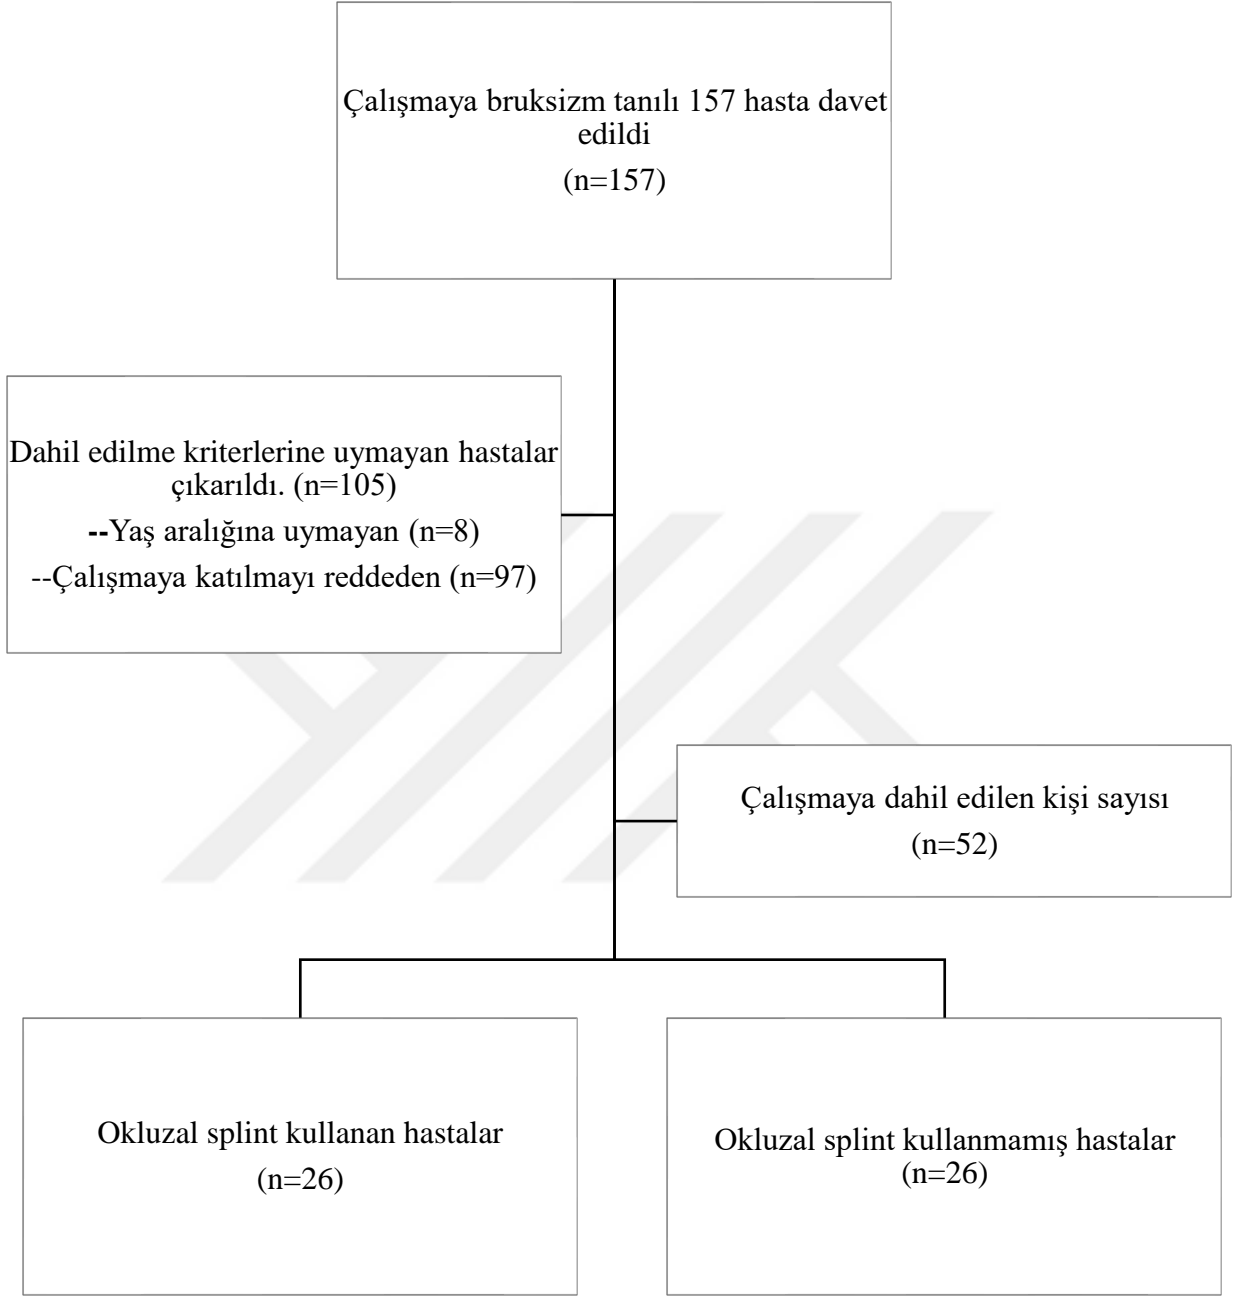 Çalışmaya bruksizm tanılı 157 hasta davet
edildi
(n=157)
Dahil edilme kriterlerine uymayan hastalar
çıkarıldı. (n=105)
--Yaş aralığına uymayan (n=8)
--Çalışmaya katılmayı reddeden (n=97)
Çalışmaya dahil edilen kişi sayısı
(n=52)
Okluzal splint kullanan hastalar
(n=26)
Okluzal splint kullanmamış hastalar
(n=26)